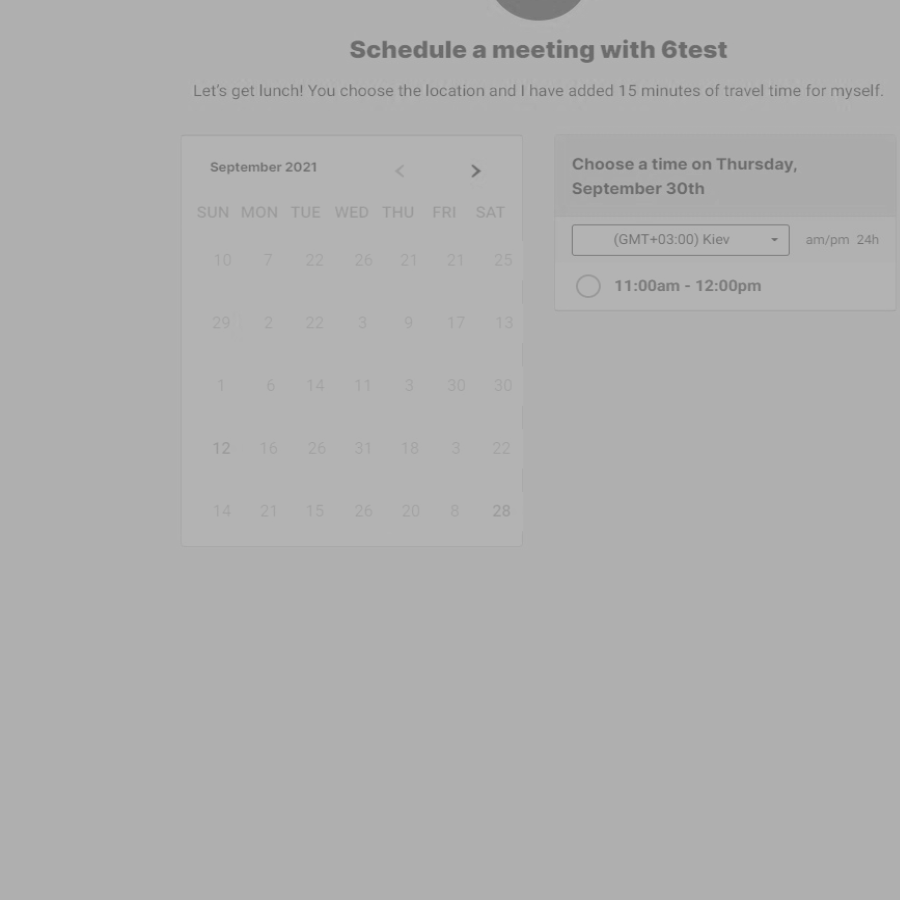 Schedule a meeting with 6test
Let's get lunch! You choose the location and I have added 15 minutes of travel time for myself.
September 2021
SUN MON TUE WED THU FRI SAT
10 7 22 26 21 21 25
29 2 22 3 9 17 13
1 6 14 11 3 30 30
12 16 26 31 18 3 22
14 21 15 26 20 8 28
Choose a time on Thursday,
September 30th
(GMT+03:00) Kiev am/pm 24h
11:00am - 12:00pm